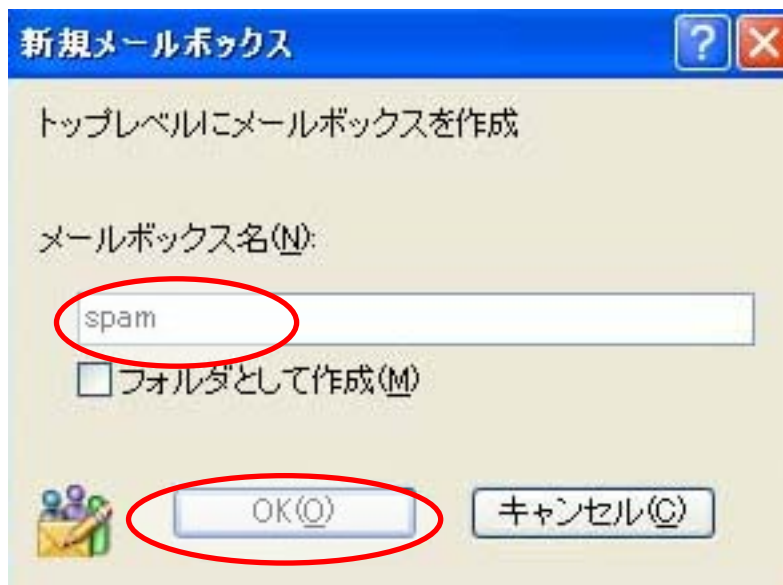 新規メールボックス
トップレベルにメールボックスを作成
メールボックス名(N):
spam
フォルダとして作成(M)
OK(O)
キャンセル(C)